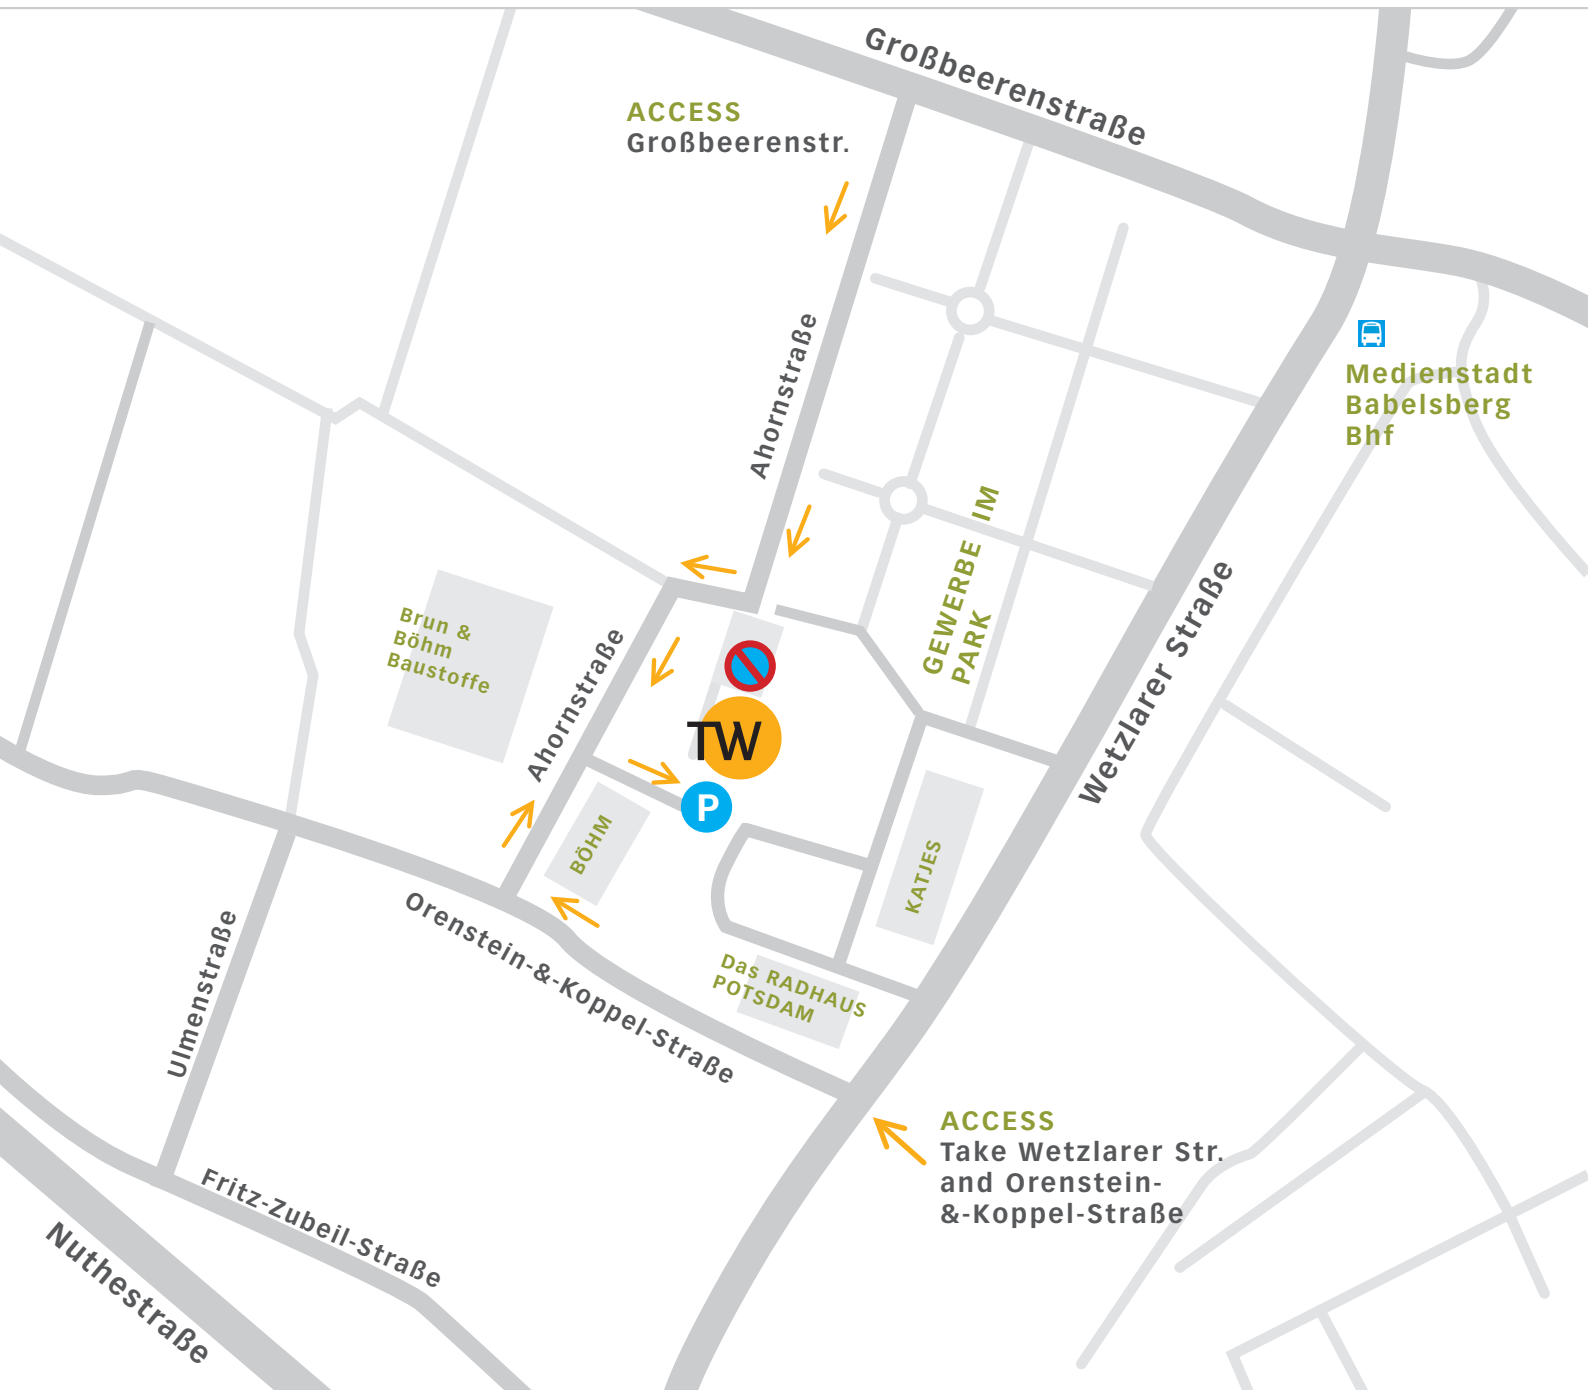 Großbeerenstraße
ACCESS
Großbeerenstr.
Ahornstraße
Medienstadt
Babelsberg
Bhf
GEWERBE IM
PARK
Wetzlarer Straße
Brun &
Böhm
Baustoffe
Ahornstraße
TW
P
BÖHM
KATJES
Orenstein-&-Koppel-Straße
Das RADHAUS
POTSDAM
Ulmenstraße
ACCESS
Take Wetzlarer Str.
and Orenstein-
&-Koppel-Straße
Fritz-Zubeil-Straße
Nuthestraße